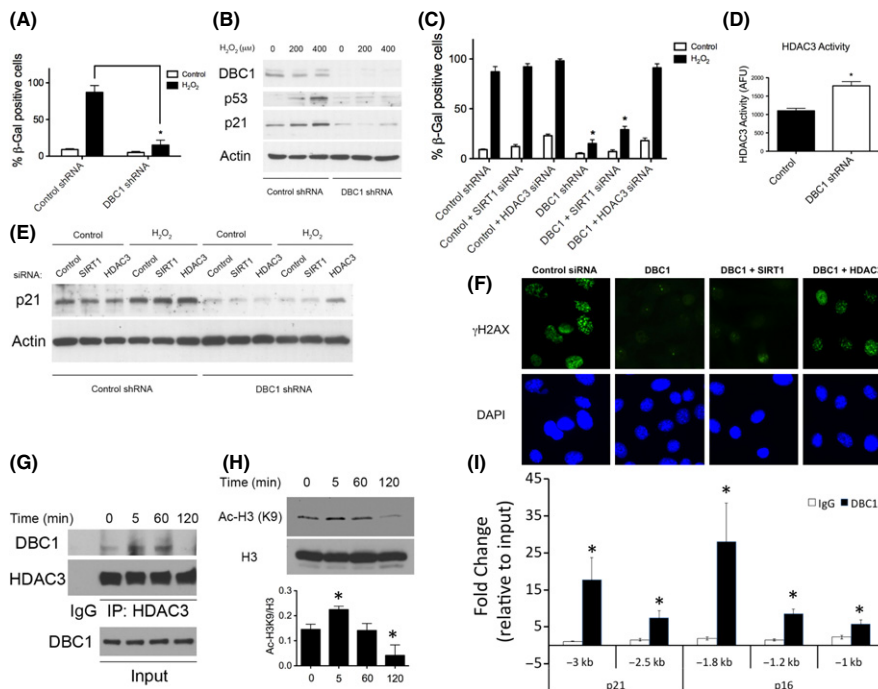 (A)
% β-Gal positive cells
100
50
0
Control
H₂O₂
*
Control shRNA
DBC1 shRNA
(B)
H₂O₂ (μM) 0 200 400 0 200 400
DBC1
p53
p21
Actin
Control shRNA DBC1 shRNA
(C)
% β-Gal positive cells
100
50
0
Control
H₂O₂
* *
Control shRNA
Control + SIRT1 siRNA
Control + HDAC3 siRNA
DBC1 shRNA
DBC1 + SIRT1 siRNA
DBC1 + HDAC3 siRNA
(D)
HDAC3 Activity
HDAC3 Activity (AFU)
2000
1500
1000
500
0
*
Control
DBC1 shRNA
(E)
Control H₂O₂ Control H₂O₂
siRNA: Control SIRT1 HDAC3 Control SIRT1 HDAC3 Control SIRT1 HDAC3 Control SIRT1 HDAC3
p21
Actin
Control shRNA DBC1 shRNA
(F)
Control siRNA DBC1 DBC1 + SIRT1 DBC1 + HDAC3
γH2AX
DAPI
(G)
Time (min) 0 5 60 120
DBC1
HDAC3
IgG IP: HDAC3
DBC1
Input
(H)
Time (min) 0 5 60 120
Ac-H3 (K9)
H3
Ac-H3K9/H3
0.3
0.2
0.1
0.0
* *
0 5 60 120
(I)
Fold Change
(relative to input)
45
35
25
15
5
−5
IgG DBC1
* * * * *
−3 kb −2.5 kb −1.8 kb −1.2 kb −1 kb
p21 p16